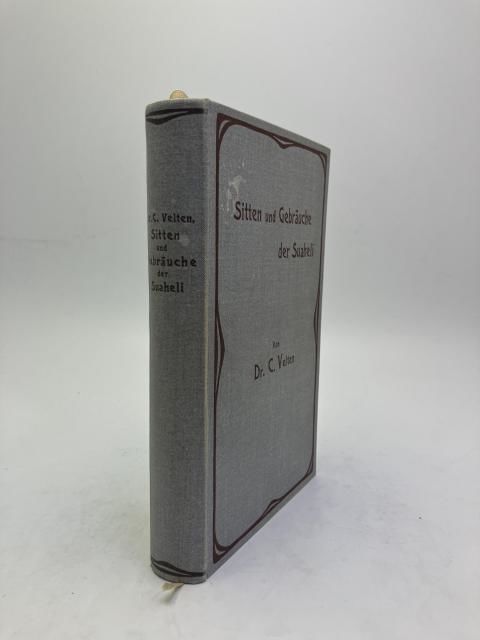 Dr. C. Velten,
Sitten
und
Gebräuche
der
Suaheli
Sitten und Gebräuche
der Suaheli
Von
Dr. C. Velten